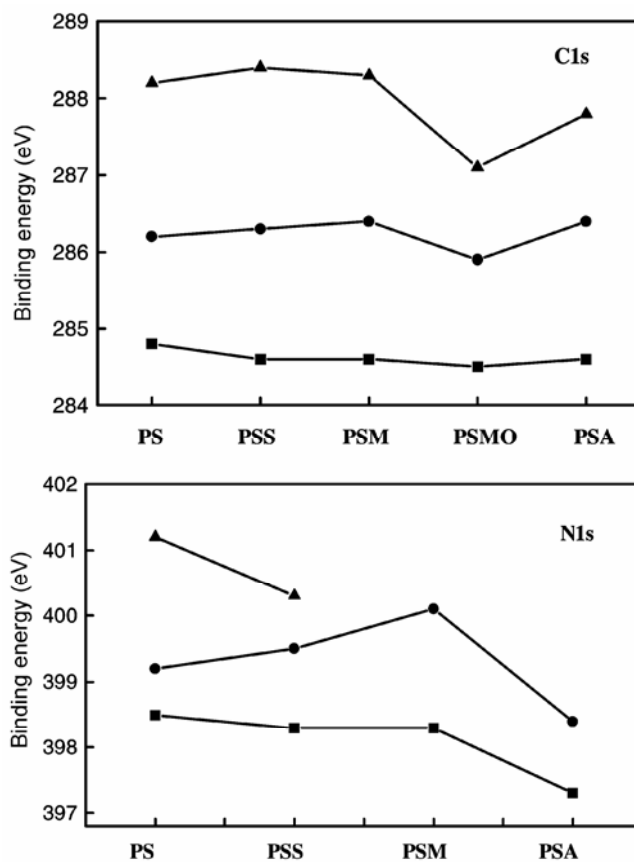 289
288
287
286
285
284
Binding energy (eV)
C1s
PS PSS PSM PSMO PSA
402
401
400
399
398
397
Binding energy (eV)
N1s
PS PSS PSM PSA